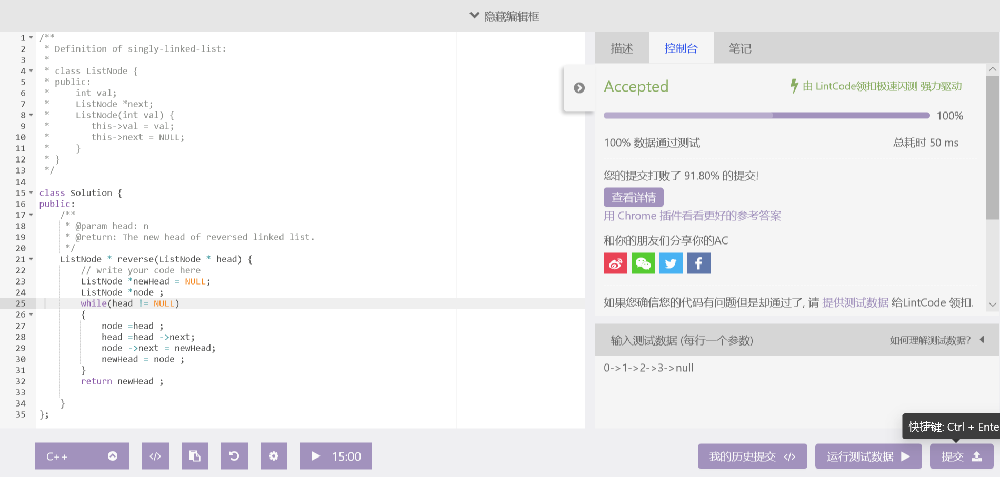 隐藏编辑框
1 /**
2  * Definition of singly-linked-list:
3  *
4  * class ListNode {
5  * public:
6  *     int val;
7  *     ListNode *next;
8  *     ListNode(int val) {
9  *        this->val = val;
10  *        this->next = NULL;
11  *     }
12  * }
13  */
14
15 class Solution {
16 public:
17     /**
18      * @param head: n
19      * @return: The new head of reversed linked list.
20      */
21     ListNode * reverse(ListNode * head) {
22         // write your code here
23         ListNode *newHead = NULL;
24         ListNode *node ;
25         while(head != NULL)
26         {
27             node =head ;
28             head =head ->next;
29             node ->next = newHead;
30             newHead = node ;
31         }
32         return newHead ;
33
34     }
35 };
C++ </> 15:00
描述 控制台 笔记
Accepted 由 LintCode领扣极速闪测 强力驱动
100%
100% 数据通过测试 总耗时 50 ms
您的提交打败了 91.80% 的提交!
查看详情
用 Chrome 插件看看更好的参考答案
和你的朋友们分享你的AC
如果您确信您的代码有问题但是却通过了, 请 提供测试数据 给LintCode 领扣.
输入测试数据 (每行一个参数) 如何理解测试数据?
0->1->2->3->null
快捷键: Ctrl + Ente
我的历史提交 </> 运行测试数据 提交